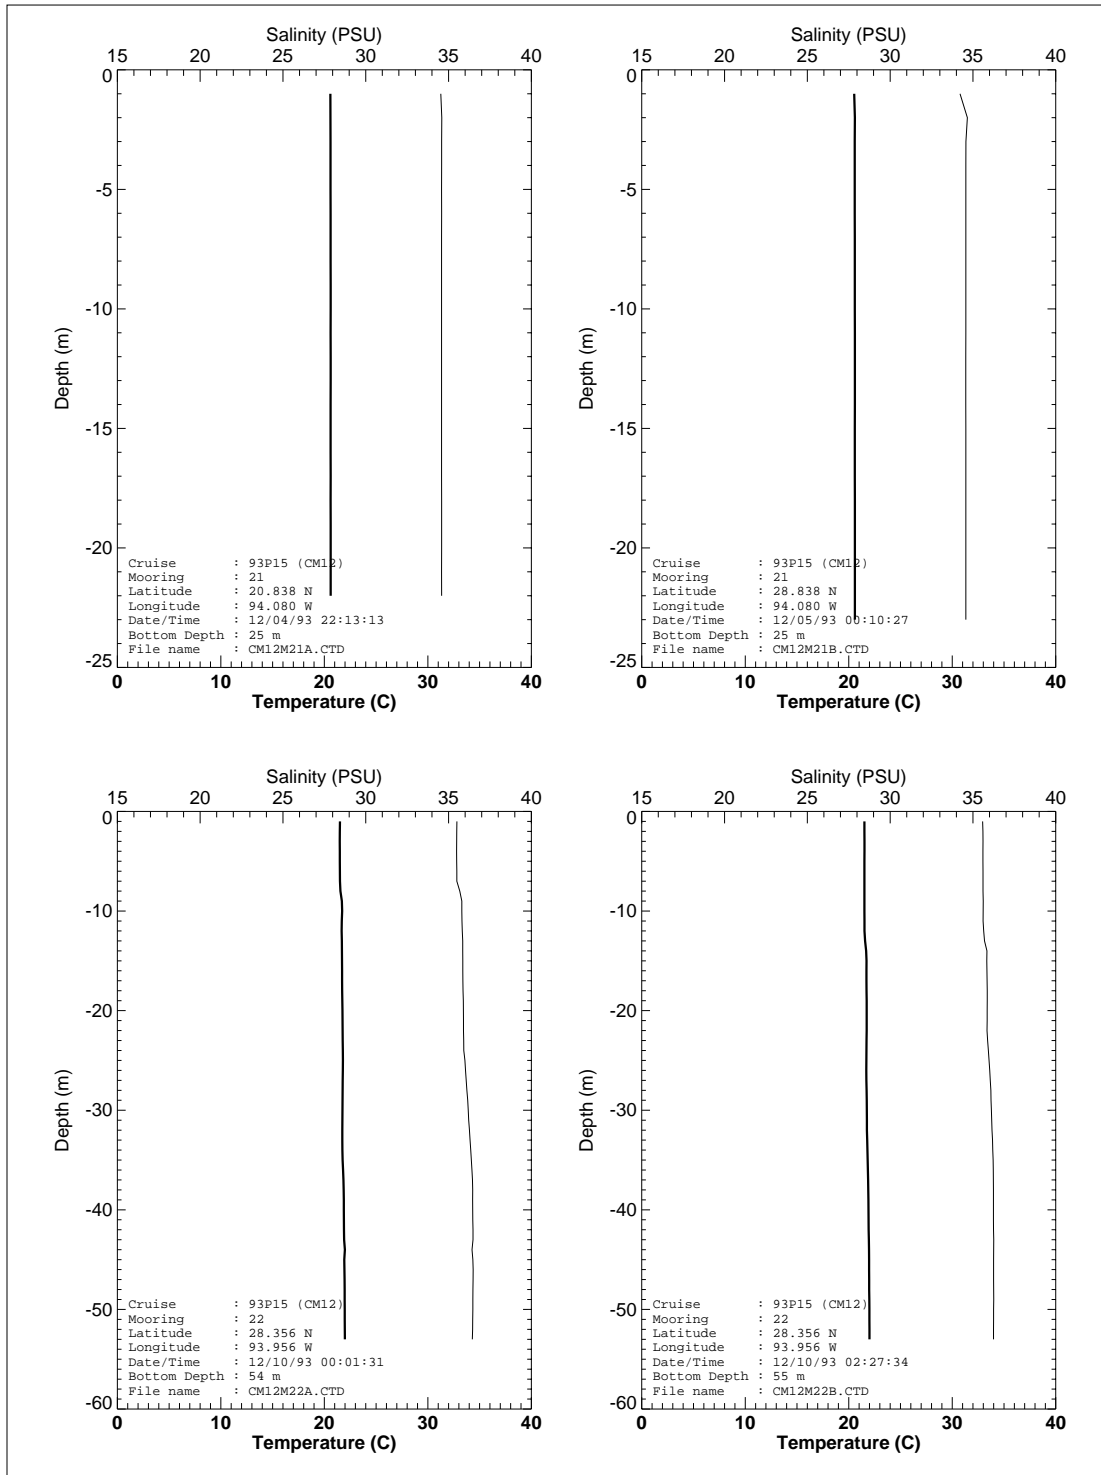 Salinity (PSU)
15 20 25 30 35 40
0
-5
-10
-15
-20
-25
Depth (m)
Cruise : 93P15 (CM12)
Mooring : 21
Latitude : 20.838 N
Longitude : 94.080 W
Date/Time : 12/04/93 22:13:13
Bottom Depth : 25 m
File name : CM12M21A.CTD
0 10 20 30 40
Temperature (C)
Salinity (PSU)
15 20 25 30 35 40
0
-5
-10
-15
-20
-25
Depth (m)
Cruise : 93P15 (CM12)
Mooring : 21
Latitude : 28.838 N
Longitude : 94.080 W
Date/Time : 12/05/93 00:10:27
Bottom Depth : 25 m
File name : CM12M21B.CTD
0 10 20 30 40
Temperature (C)
Salinity (PSU)
15 20 25 30 35 40
0
-10
-20
-30
-40
-50
-60
Depth (m)
Cruise : 93P15 (CM12)
Mooring : 22
Latitude : 28.356 N
Longitude : 93.956 W
Date/Time : 12/10/93 00:01:31
Bottom Depth : 54 m
File name : CM12M22A.CTD
0 10 20 30 40
Temperature (C)
Salinity (PSU)
15 20 25 30 35 40
0
-10
-20
-30
-40
-50
-60
Depth (m)
Cruise : 93P15 (CM12)
Mooring : 22
Latitude : 28.356 N
Longitude : 93.956 W
Date/Time : 12/10/93 02:27:34
Bottom Depth : 55 m
File name : CM12M22B.CTD
0 10 20 30 40
Temperature (C)